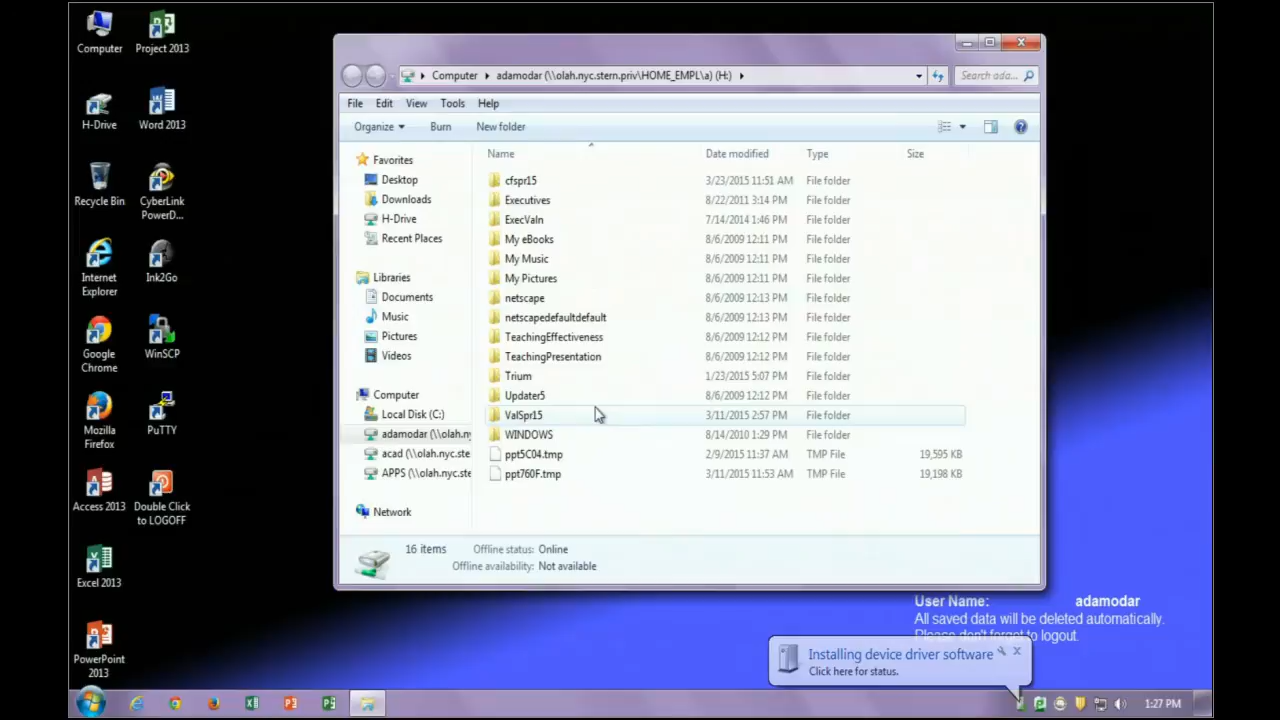 Computer
Project 2013
H-Drive
Word 2013
Recycle Bin
CyberLink
PowerD...
Internet
Explorer
Ink2Go
Google
Chrome
WinSCP
Mozilla
Firefox
PuTTY
Access 2013
Double Click
to LOGOFF
Excel 2013
PowerPoint
2013
Computer adamodar (\\olah.nyc.stern.priv\HOME_EMPL\a) (H:)
Search ada...
File Edit View Tools Help
Organize Burn New folder
Favorites
Desktop
Downloads
H-Drive
Recent Places
Libraries
Documents
Music
Pictures
Videos
Computer
Local Disk (C:)
adamodar (\\olah.ny
acad (\\olah.nyc.ste
APPS (\\olah.nyc.ste
Network
Name Date modified Type Size
cfspr15 3/23/2015 11:51 AM File folder
Executives 8/22/2011 3:14 PM File folder
ExecValn 7/14/2014 1:46 PM File folder
My eBooks 8/6/2009 12:11 PM File folder
My Music 8/6/2009 12:11 PM File folder
My Pictures 8/6/2009 12:11 PM File folder
netscape 8/6/2009 12:13 PM File folder
netscapedefaultdefault 8/6/2009 12:13 PM File folder
TeachingEffectiveness 8/6/2009 12:12 PM File folder
TeachingPresentation 8/6/2009 12:12 PM File folder
Trium 1/23/2015 5:07 PM File folder
Updater5 8/6/2009 12:12 PM File folder
ValSpr15 3/11/2015 2:57 PM File folder
WINDOWS 8/14/2010 1:29 PM File folder
ppt5C04.tmp 2/9/2015 11:37 AM TMP File 19,595 KB
ppt760F.tmp 3/11/2015 11:53 AM TMP File 19,198 KB
16 items Offline status: Online
Offline availability: Not available
User Name: adamodar
All saved data will be deleted automatically.
Please don't forget to logout.
Installing device driver software
Click here for status.
1:27 PM